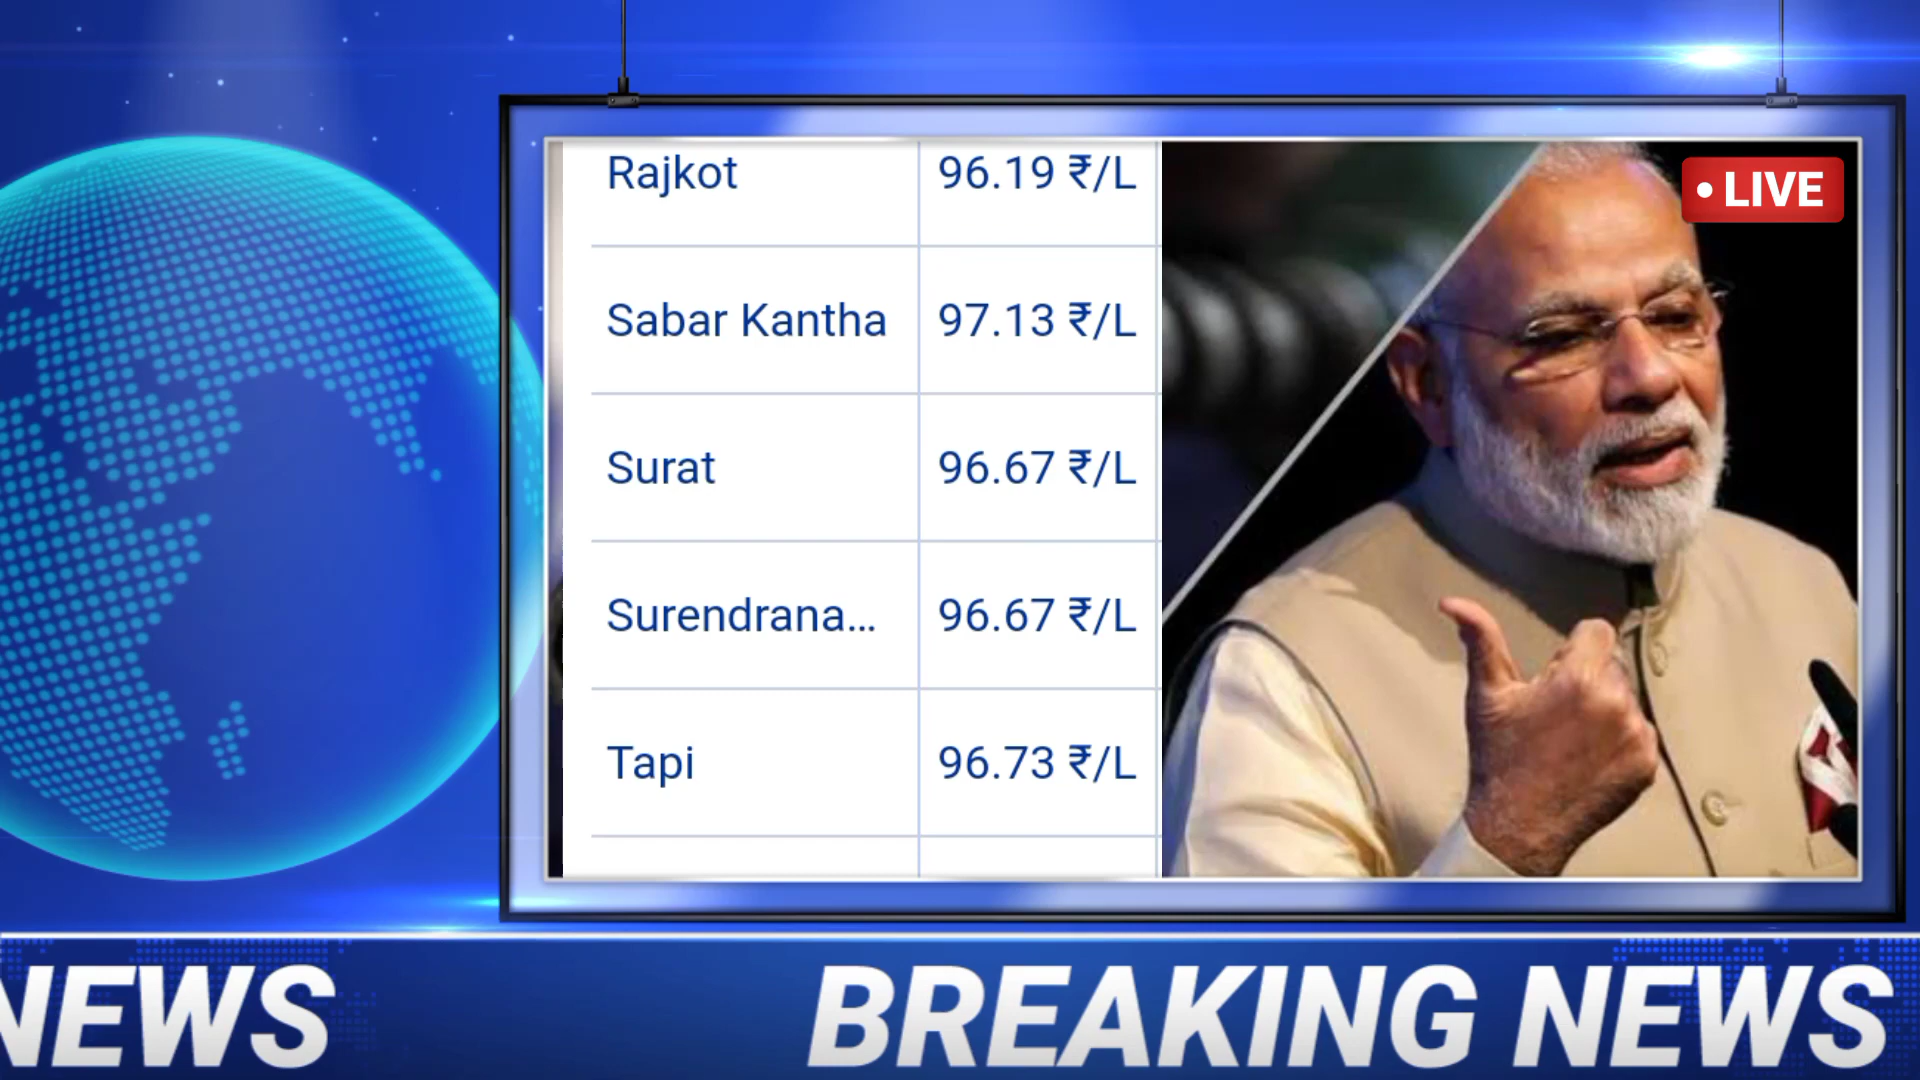 Rajkot 96.19 ₹/L
• LIVE
Sabar Kantha 97.13 ₹/L
Surat 96.67 ₹/L
Surendrana... 96.67 ₹/L
Tapi 96.73 ₹/L
NEWS BREAKING NEWS